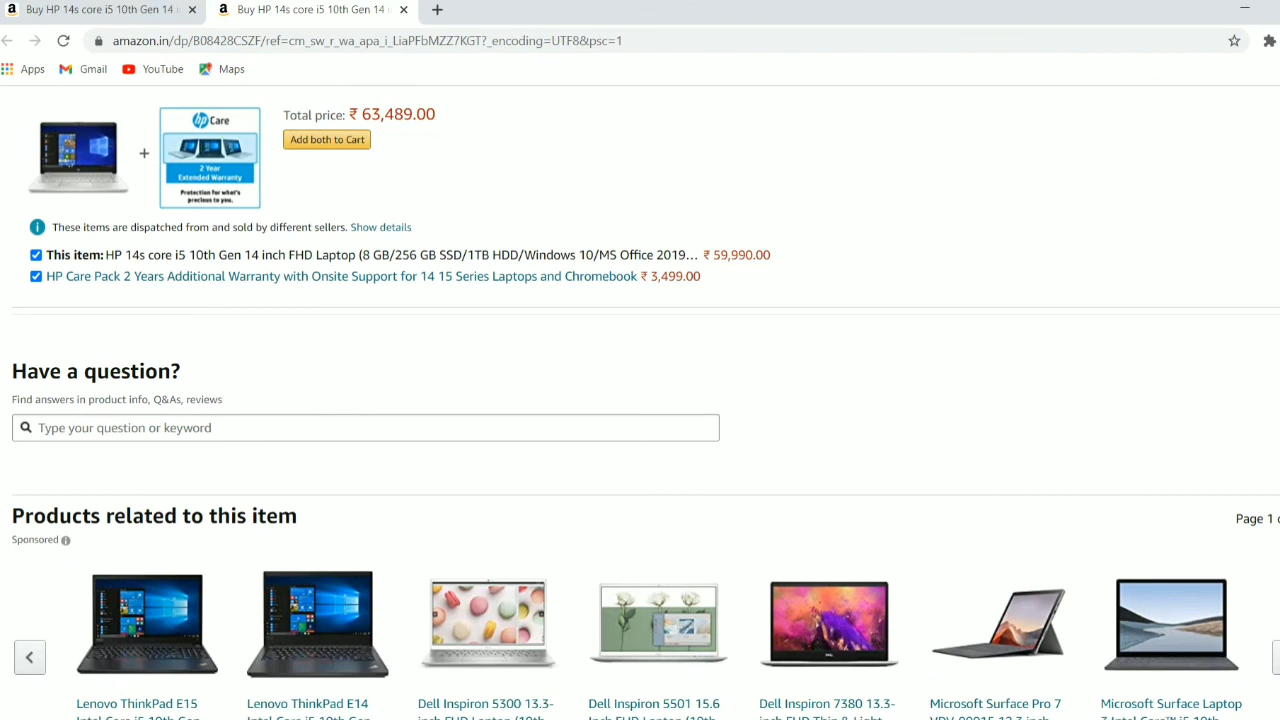 Buy HP 14s core i5 10th Gen 14
Buy HP 14s core i5 10th Gen 14
amazon.in/dp/B08428CSZF/ref=cm_sw_r_wa_apa_i_LiaPFbMZZ7KGT?_encoding=UTF8&psc=1
Apps Gmail YouTube Maps
hp Care
2 Year
Extended Warranty
Protection for what's
precious to you.
+
Total price: ₹ 63,489.00
Add both to Cart
These items are dispatched from and sold by different sellers. Show details
This item: HP 14s core i5 10th Gen 14 inch FHD Laptop (8 GB/256 GB SSD/1TB HDD/Windows 10/MS Office 2019… ₹ 59,990.00
HP Care Pack 2 Years Additional Warranty with Onsite Support for 14 15 Series Laptops and Chromebook ₹ 3,499.00
Have a question?
Find answers in product info, Q&As, reviews
Type your question or keyword
Products related to this item
Page 1
Sponsored
Lenovo ThinkPad E15
Intel Core i5 10th Gen
Lenovo ThinkPad E14
Intel Core i5 10th Gen
Dell Inspiron 5300 13.3-
inch FHD Laptop (10th
Dell Inspiron 5501 15.6
Inch FHD Laptop (10th
Dell Inspiron 7380 13.3-
inch FHD Thin & Light
Microsoft Surface Pro 7
VDV-00015 12.3 inch
Microsoft Surface Laptop
3 Intel Core™ i5 10th